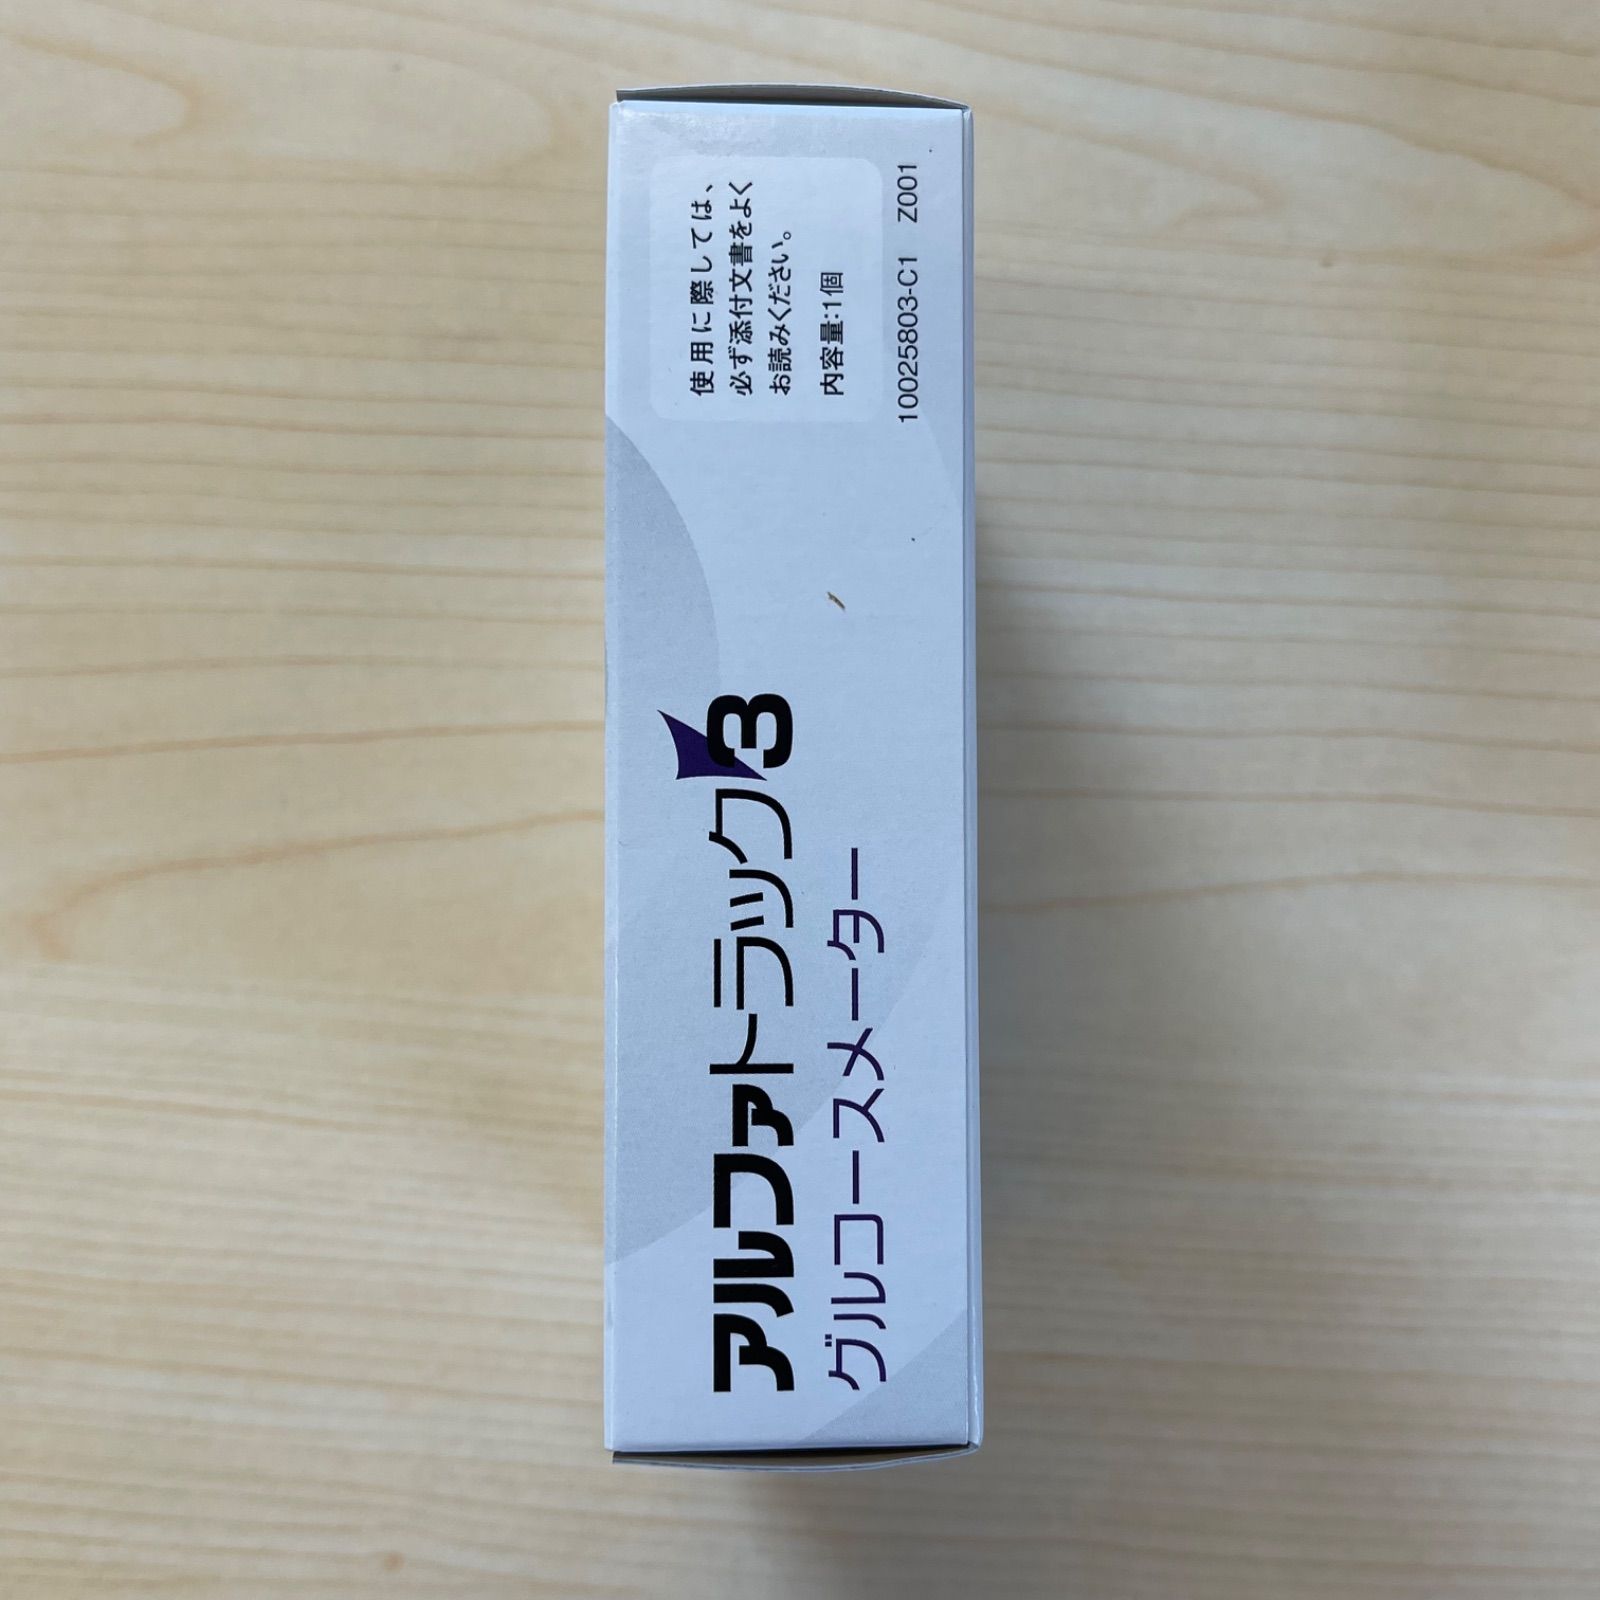 アルファトラック3
グルコースメーター
使用に際しては、
必ず添付文書をよく
お読みください。
内容量:1個
10025803-C1 Z001